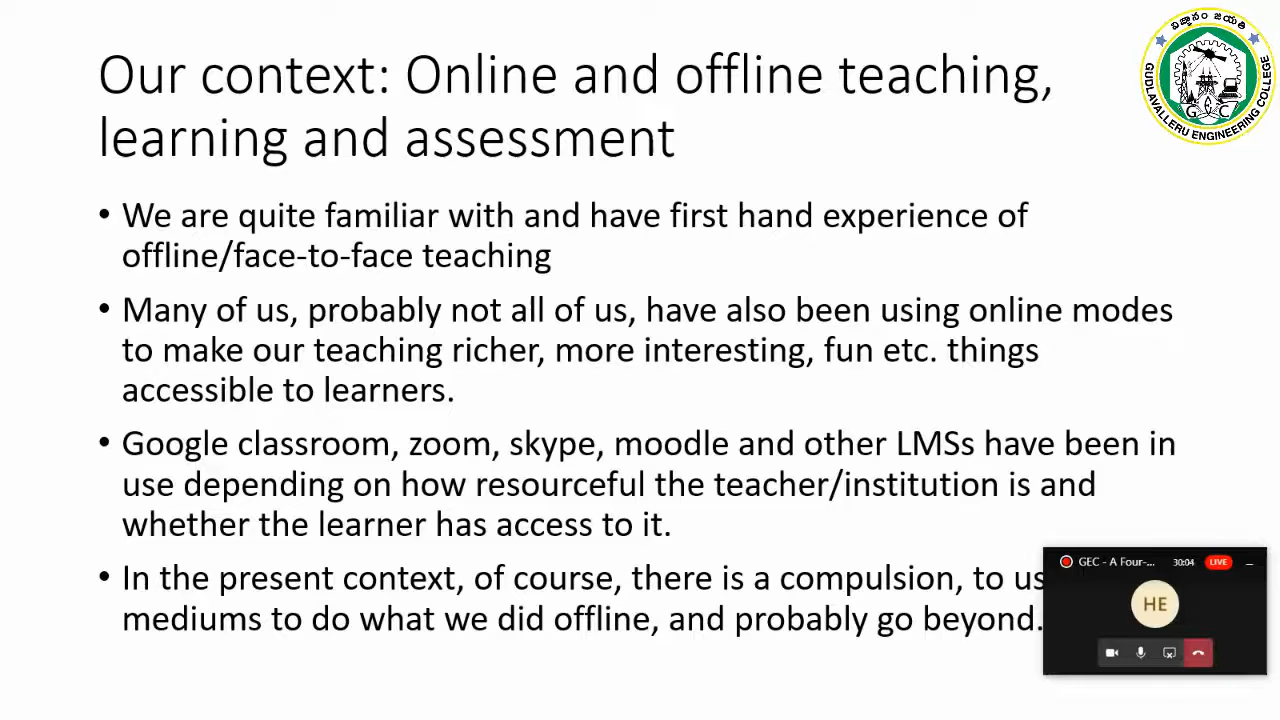 Our context: Online and offline teaching,
learning and assessment
• We are quite familiar with and have first hand experience of
offline/face-to-face teaching
• Many of us, probably not all of us, have also been using online modes
to make our teaching richer, more interesting, fun etc. things
accessible to learners.
• Google classroom, zoom, skype, moodle and other LMSs have been in
use depending on how resourceful the teacher/institution is and
whether the learner has access to it.
• In the present context, of course, there is a compulsion, to us
mediums to do what we did offline, and probably go beyond.
విజ్ఞానం జయతి
GUDLAVALLERU ENGINEERING COLLEGE
G C
GEC - A Four-... 30:04 LIVE
HE